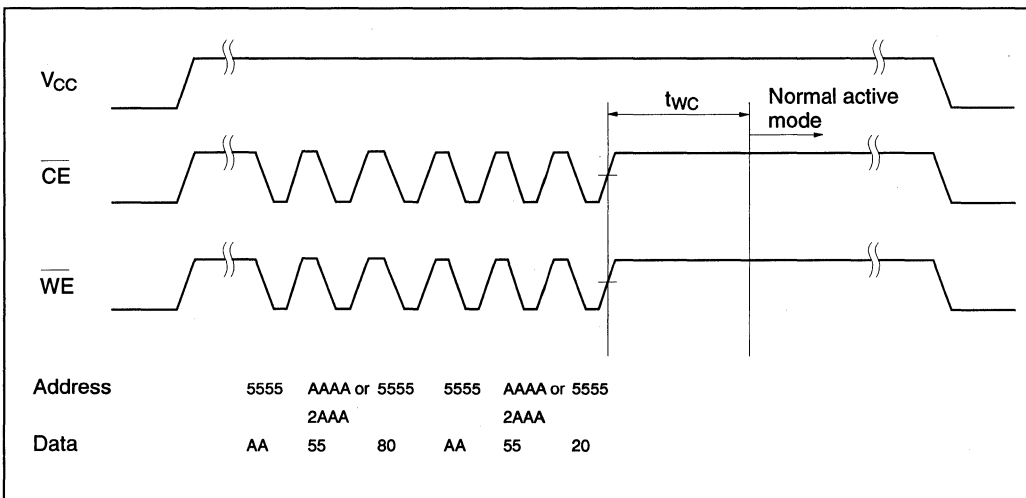 VCC
tWC
Normal active
mode
CE
WE
Address 5555 AAAA or 5555 5555 AAAA or 5555
2AAA 2AAA
Data AA 55 80 AA 55 20